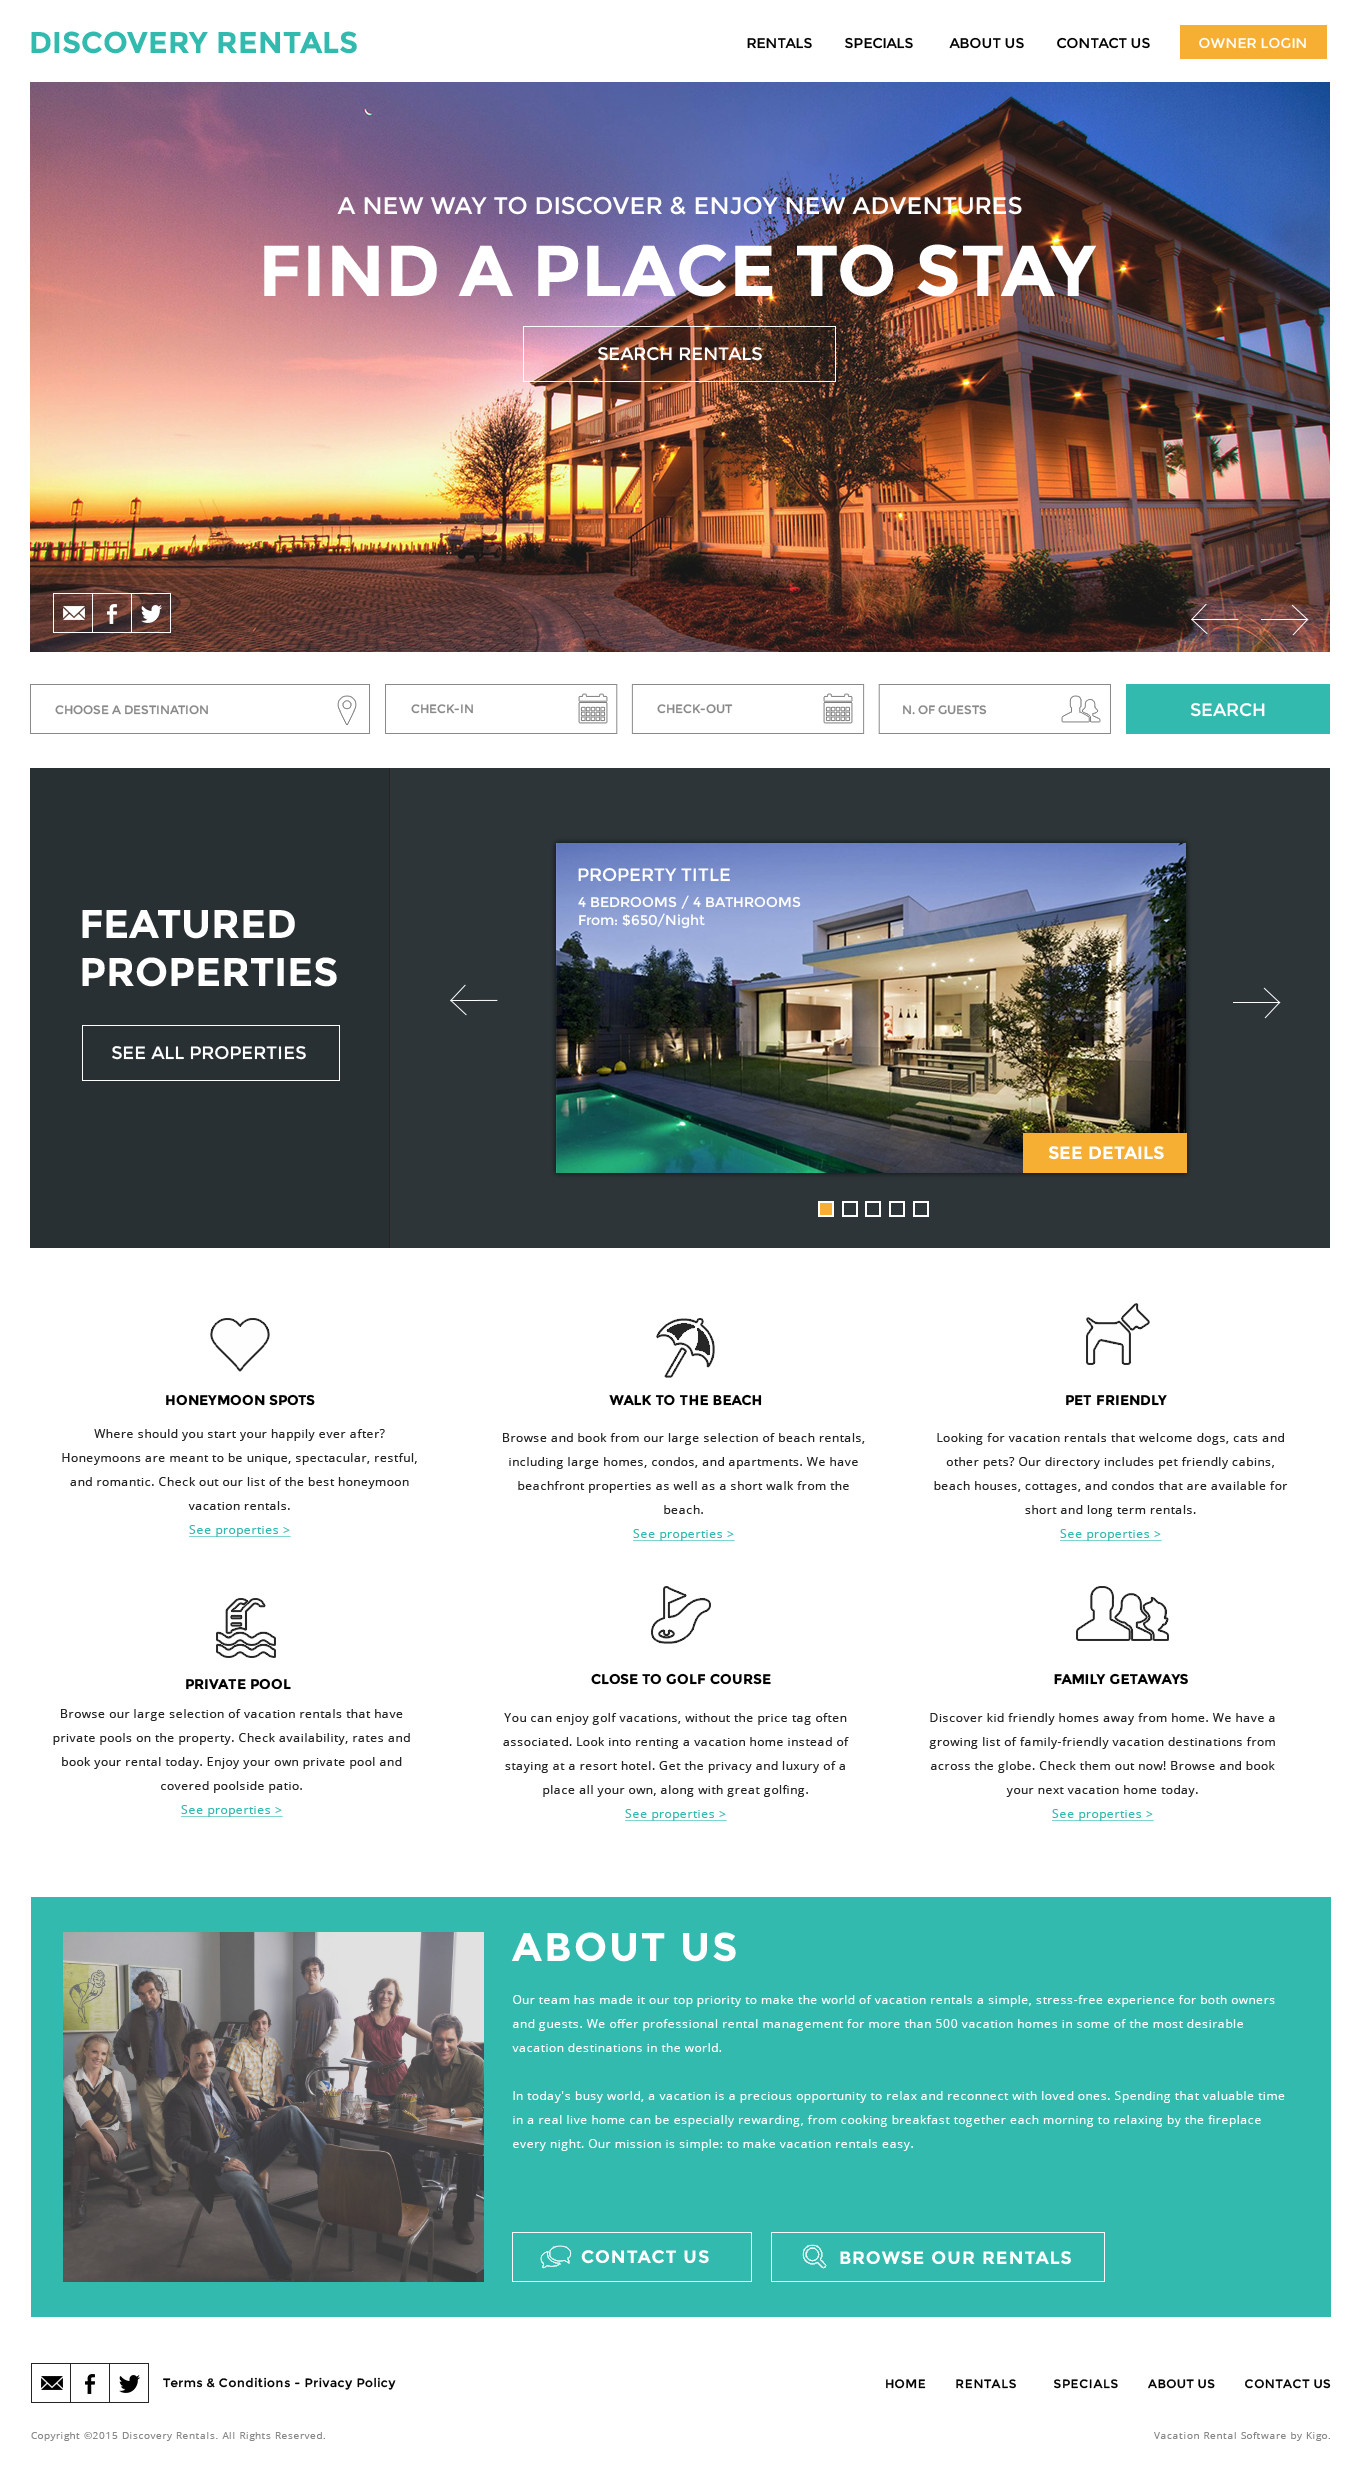 DISCOVERY RENTALS
RENTALS SPECIALS ABOUT US CONTACT US OWNER LOGIN
A NEW WAY TO DISCOVER & ENJOY NEW ADVENTURES
FIND A PLACE TO STAY
SEARCH RENTALS
CHOOSE A DESTINATION CHECK-IN CHECK-OUT N. OF GUESTS SEARCH
FEATURED
PROPERTIES
SEE ALL PROPERTIES
PROPERTY TITLE
4 BEDROOMS / 4 BATHROOMS
From: $650/Night
SEE DETAILS
HONEYMOON SPOTS
Where should you start your happily ever after?
Honeymoons are meant to be unique, spectacular, restful,
and romantic. Check out our list of the best honeymoon
vacation rentals.
See properties >
WALK TO THE BEACH
Browse and book from our large selection of beach rentals,
including large homes, condos, and apartments. We have
beachfront properties as well as a short walk from the
beach.
See properties >
PET FRIENDLY
Looking for vacation rentals that welcome dogs, cats and
other pets? Our directory includes pet friendly cabins,
beach houses, cottages, and condos that are available for
short and long term rentals.
See properties >
PRIVATE POOL
Browse our large selection of vacation rentals that have
private pools on the property. Check availability, rates and
book your rental today. Enjoy your own private pool and
covered poolside patio.
See properties >
CLOSE TO GOLF COURSE
You can enjoy golf vacations, without the price tag often
associated. Look into renting a vacation home instead of
staying at a resort hotel. Get the privacy and luxury of a
place all your own, along with great golfing.
See properties >
FAMILY GETAWAYS
Discover kid friendly homes away from home. We have a
growing list of family-friendly vacation destinations from
across the globe. Check them out now! Browse and book
your next vacation home today.
See properties >
ABOUT US
Our team has made it our top priority to make the world of vacation rentals a simple, stress-free experience for both owners
and guests. We offer professional rental management for more than 500 vacation homes in some of the most desirable
vacation destinations in the world.
In today's busy world, a vacation is a precious opportunity to relax and reconnect with loved ones. Spending that valuable time
in a real live home can be especially rewarding, from cooking breakfast together each morning to relaxing by the fireplace
every night. Our mission is simple: to make vacation rentals easy.
CONTACT US BROWSE OUR RENTALS
Terms & Conditions - Privacy Policy HOME RENTALS SPECIALS ABOUT US CONTACT US
Copyright ©2015 Discovery Rentals. All Rights Reserved. Vacation Rental Software by Kigo.